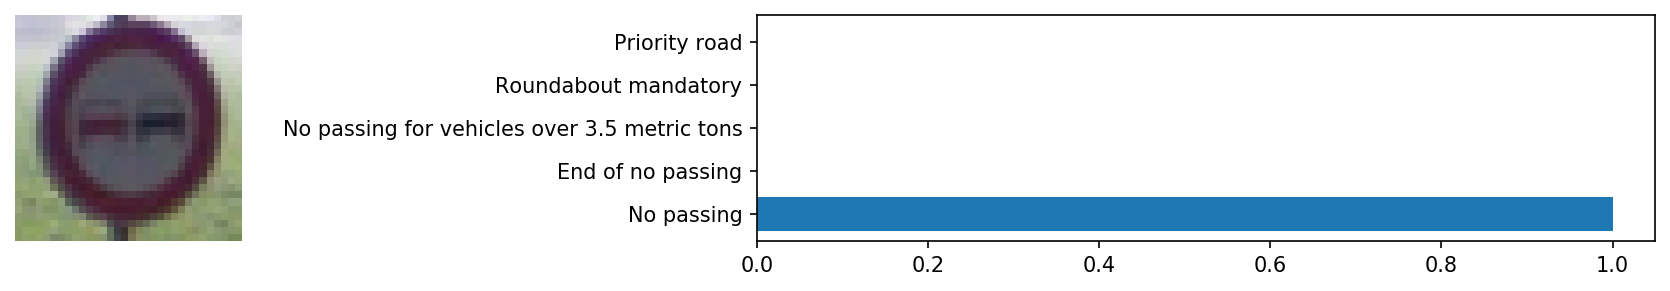 Priority road
Roundabout mandatory
No passing for vehicles over 3.5 metric tons
End of no passing
No passing
0.0 0.2 0.4 0.6 0.8 1.0